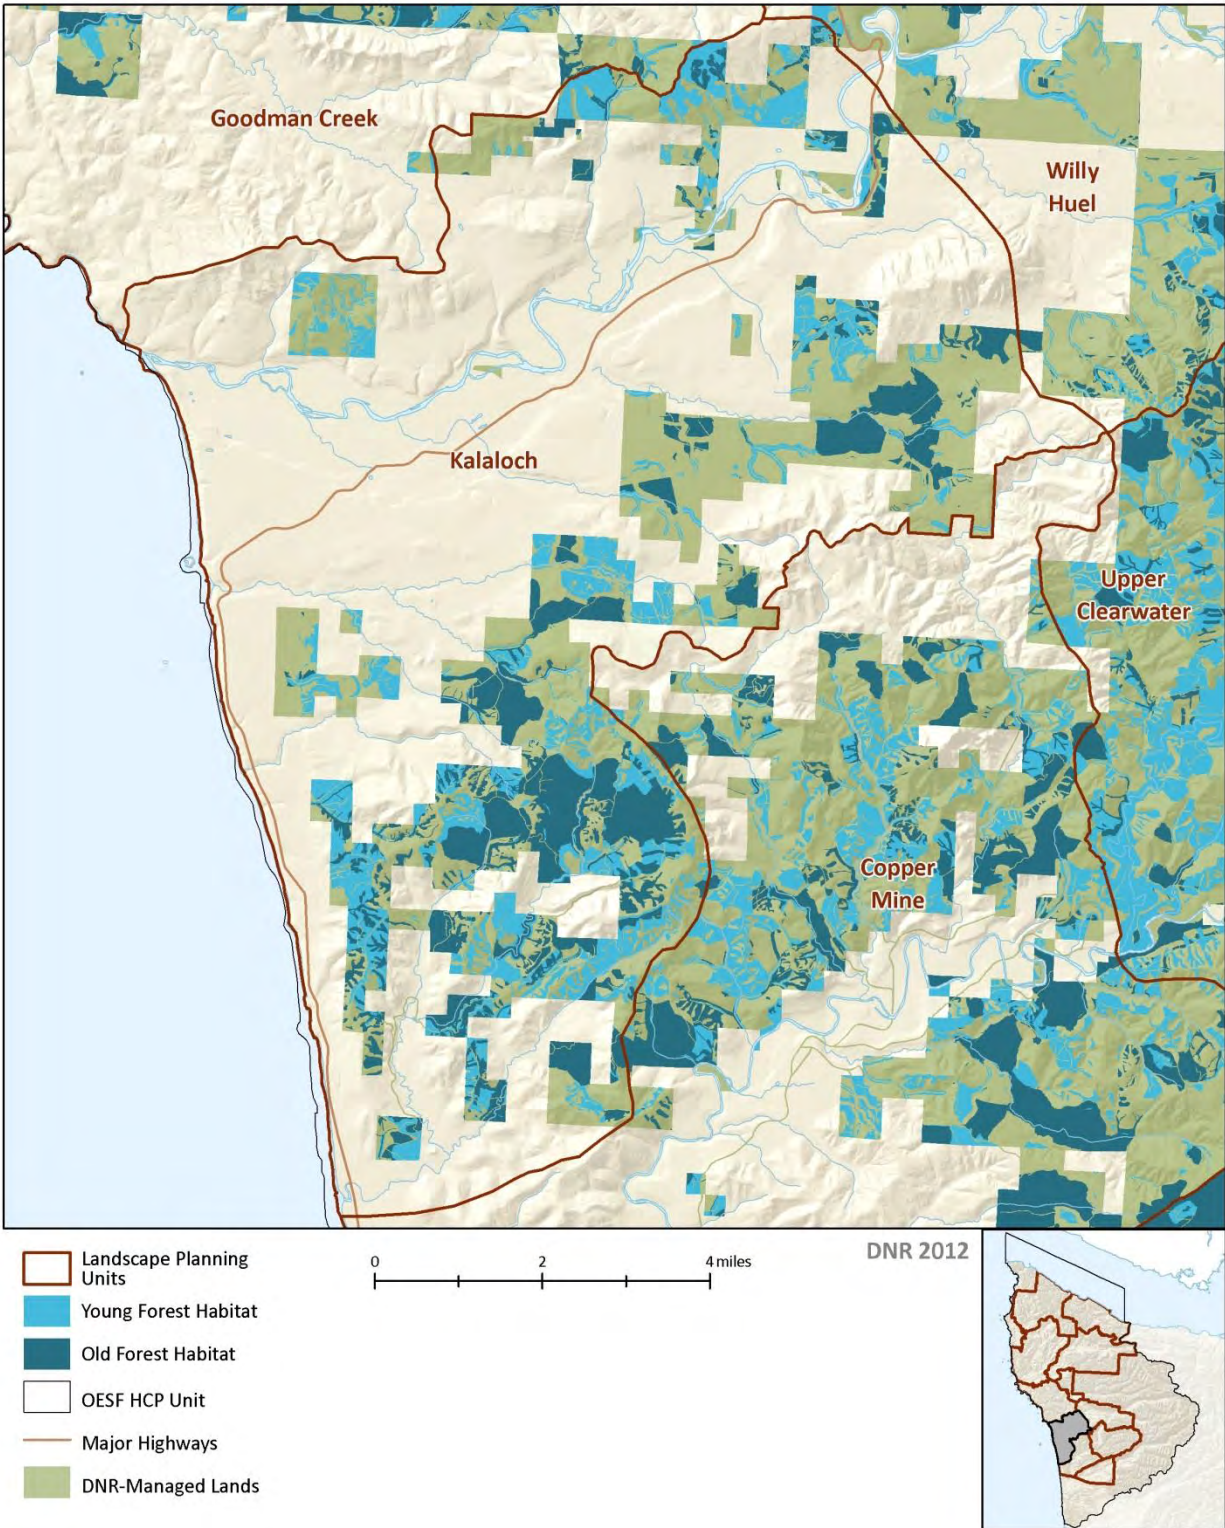 Goodman Creek
Willy
Huel
Kalaloch
Upper
Clearwater
Copper
Mine
Landscape Planning
Units
Young Forest Habitat
Old Forest Habitat
OESF HCP Unit
Major Highways
DNR-Managed Lands
0 2 4 miles
DNR 2012